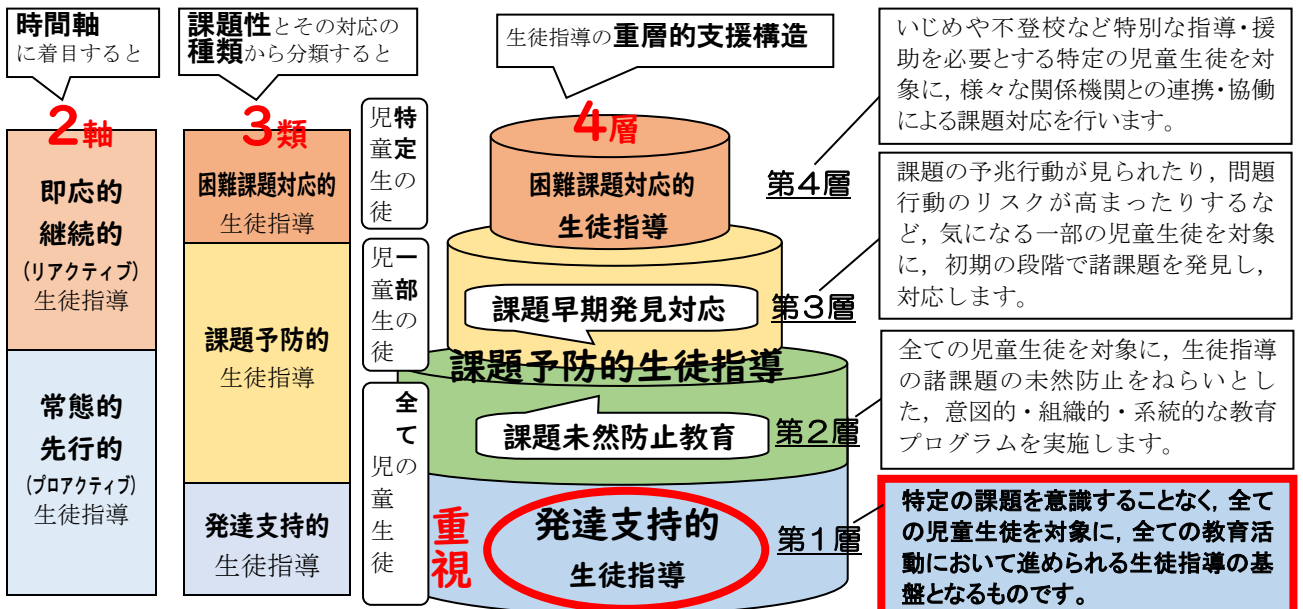 時間軸
に着目すると
課題性とその対応の
種類から分類すると
生徒指導の重層的支援構造
2軸
即応的
継続的
(リアクティブ)
生徒指導
常態的
先行的
(プロアクティブ)
生徒指導
3類
困難課題対応的
生徒指導
課題予防的
生徒指導
発達支持的
生徒指導
特定の
児童生徒
一部の
児童生徒
全ての
児童生徒
4層
困難課題対応的
生徒指導
課題早期発見対応
課題予防的生徒指導
課題未然防止教育
重視
発達支持的
生徒指導
第4層
第3層
第2層
第1層
いじめや不登校など特別な指導・援
助を必要とする特定の児童生徒を対
象に，様々な関係機関との連携・協働
による課題対応を行います。
課題の予兆行動が見られたり，問題
行動のリスクが高まったりするな
ど，気になる一部の児童生徒を対象
に，初期の段階で諸課題を発見し，
対応します。
全ての児童生徒を対象に，生徒指導
の諸課題の未然防止をねらいとし
た，意図的・組織的・系統的な教育
プログラムを実施します。
特定の課題を意識することなく，全て
の児童生徒を対象に，全ての教育活
動において進められる生徒指導の基
盤となるものです。